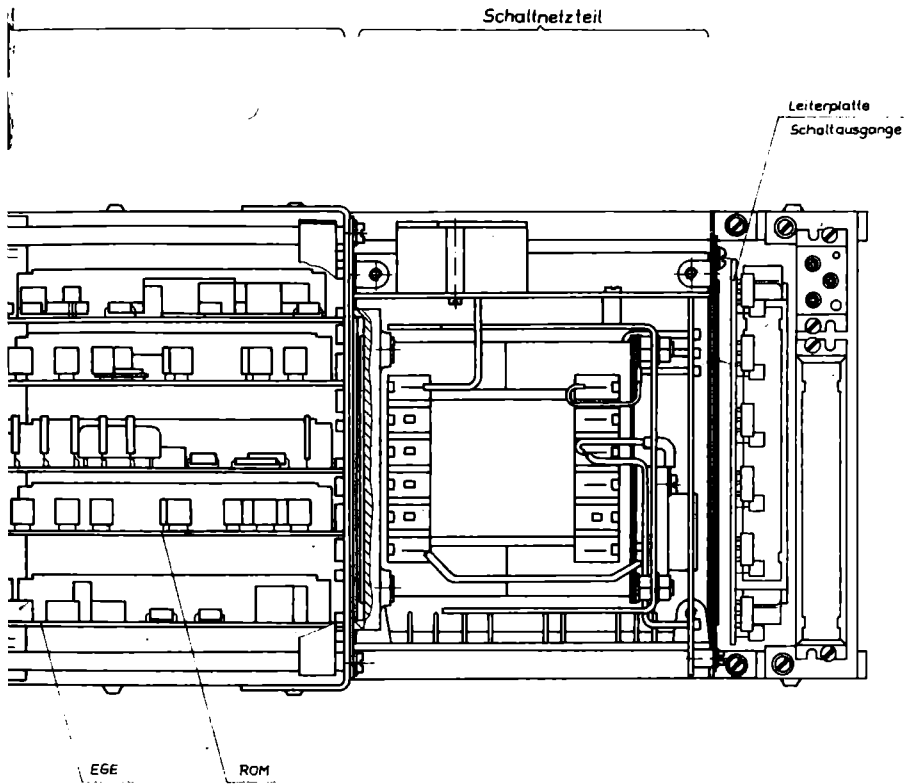 Schaltnetzteil
Leiterplatte
Schaltausgange
EGE
ROM